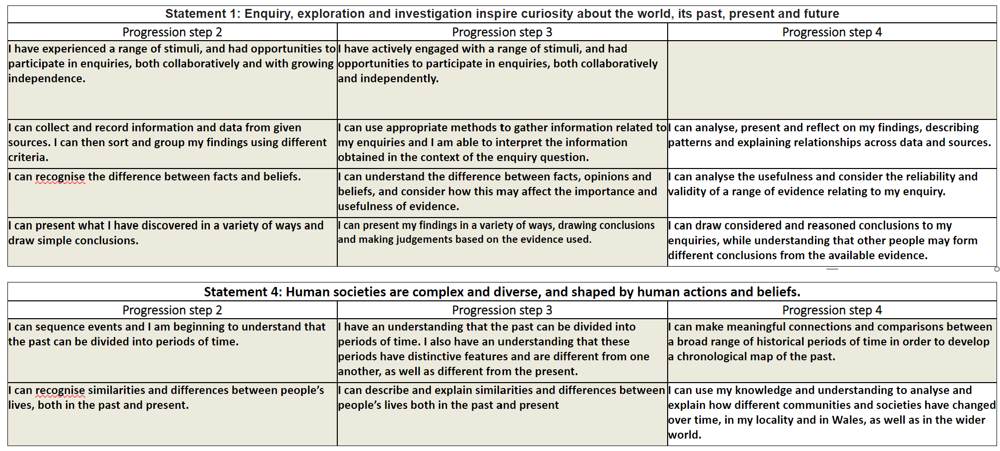 Statement 1: Enquiry, exploration and investigation inspire curiosity about the world, its past, present and future
Progression step 2
Progression step 3
Progression step 4
I have experienced a range of stimuli, and had opportunities to
participate in enquiries, both collaboratively and with growing
independence.
I have actively engaged with a range of stimuli, and had
opportunities to participate in enquiries, both collaboratively
and independently.
I can collect and record information and data from given
sources. I can then sort and group my findings using different
criteria.
I can use appropriate methods to gather information related to
my enquiries and I am able to interpret the information
obtained in the context of the enquiry question.
I can analyse, present and reflect on my findings, describing
patterns and explaining relationships across data and sources.
I can recognise the difference between facts and beliefs.
I can understand the difference between facts, opinions and
beliefs, and consider how this may affect the importance and
usefulness of evidence.
I can analyse the usefulness and consider the reliability and
validity of a range of evidence relating to my enquiry.
I can present what I have discovered in a variety of ways and
draw simple conclusions.
I can present my findings in a variety of ways, drawing conclusions
and making judgements based on the evidence used.
I can draw considered and reasoned conclusions to my
enquiries, while understanding that other people may form
different conclusions from the available evidence.
Statement 4: Human societies are complex and diverse, and shaped by human actions and beliefs.
Progression step 2
Progression step 3
Progression step 4
I can sequence events and I am beginning to understand that
the past can be divided into periods of time.
I have an understanding that the past can be divided into
periods of time. I also have an understanding that these
periods have distinctive features and are different from one
another, as well as different from the present.
I can make meaningful connections and comparisons between
a broad range of historical periods of time in order to develop
a chronological map of the past.
I can recognise similarities and differences between people’s
lives, both in the past and present.
I can describe and explain similarities and differences between
people’s lives both in the past and present
I can use my knowledge and understanding to analyse and
explain how different communities and societies have changed
over time, in my locality and in Wales, as well as in the wider
world.